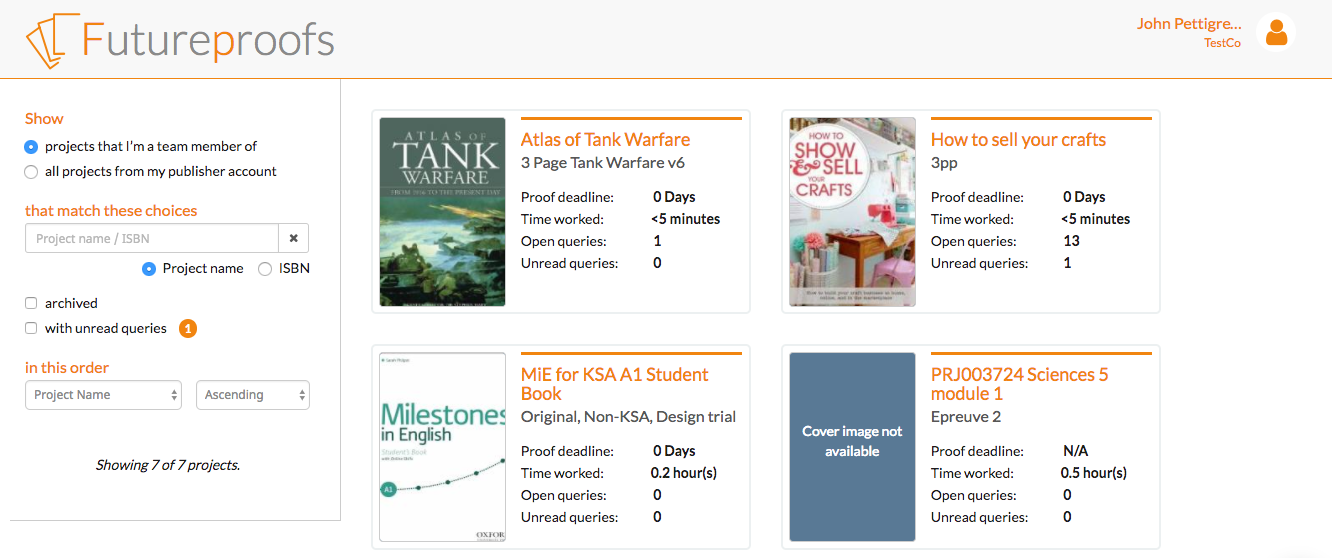 Futureproofs
John Pettigre...
TestCo
Show
projects that I'm a team member of
all projects from my publisher account
that match these choices
Project name / ISBN
Project name
ISBN
archived
with unread queries 1
in this order
Project Name
Ascending
Showing 7 of 7 projects.
ATLAS OF
TANK
WARFARE
FROM 1916 TO THE PRESENT DAY
Atlas of Tank Warfare
3 Page Tank Warfare v6
Proof deadline: 0 Days
Time worked: <5 minutes
Open queries: 1
Unread queries: 0
HOW TO
SHOW
& SELL
YOUR
CRAFTS
How to sell your crafts
3pp
Proof deadline: 0 Days
Time worked: <5 minutes
Open queries: 13
Unread queries: 1
Milestones
in English
Student's Book
A1
OXFOR
MiE for KSA A1 Student
Book
Original, Non-KSA, Design trial
Proof deadline: 0 Days
Time worked: 0.2 hour(s)
Open queries: 0
Unread queries: 0
Cover image not
available
PRJ003724 Sciences 5
module 1
Epreuve 2
Proof deadline: N/A
Time worked: 0.5 hour(s)
Open queries: 0
Unread queries: 0